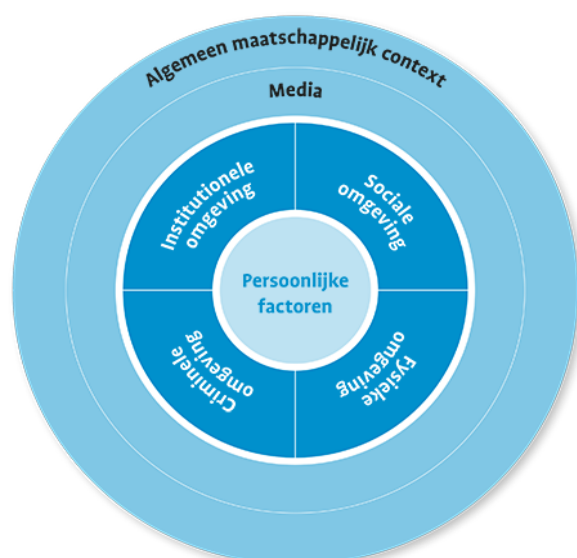 Algemeen maatschappelijk context
Media
Institutionele
omgeving
Sociale
omgeving
Persoonlijke
factoren
Criminele
omgeving
Fysieke
omgeving